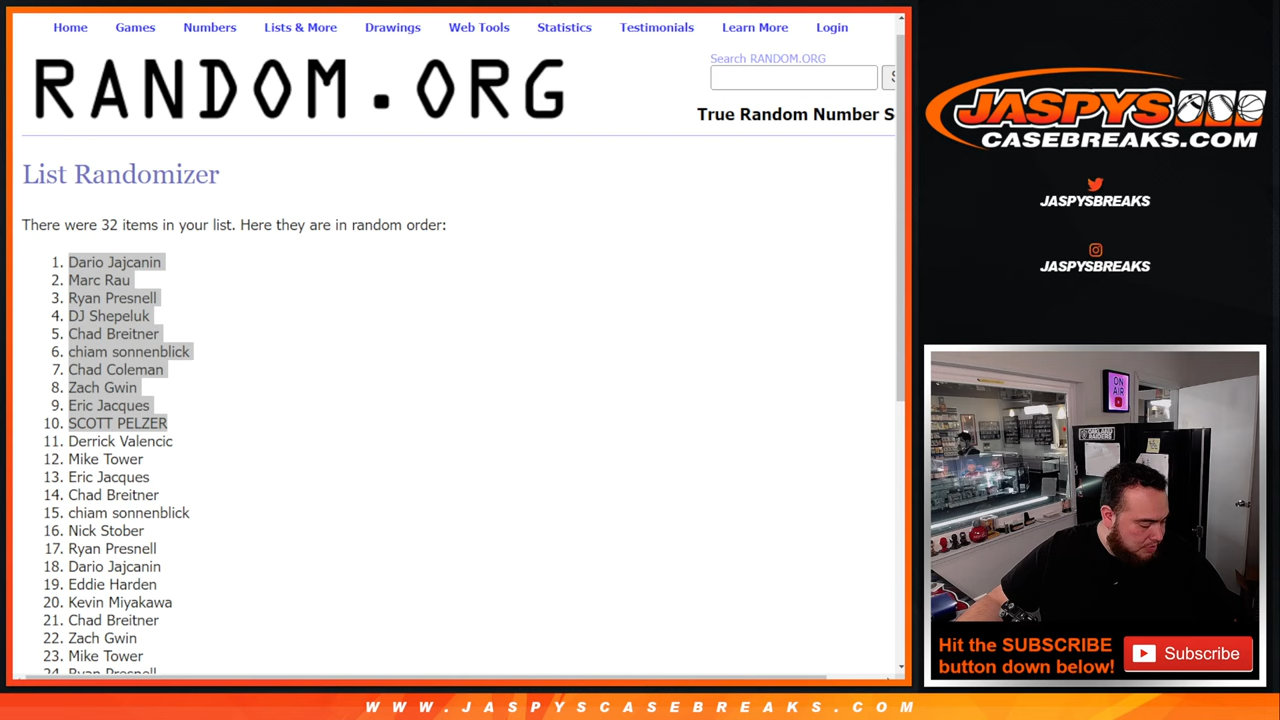 Home Games Numbers Lists & More Drawings Web Tools Statistics Testimonials Learn More Login
RANDOM.ORG
Search RANDOM.ORG
True Random Number S
List Randomizer
There were 32 items in your list. Here they are in random order:
1. Dario Jajcanin
2. Marc Rau
3. Ryan Presnell
4. DJ Shepeluk
5. Chad Breitner
6. chiam sonnenblick
7. Chad Coleman
8. Zach Gwin
9. Eric Jacques
10. SCOTT PELZER
11. Derrick Valencic
12. Mike Tower
13. Eric Jacques
14. Chad Breitner
15. chiam sonnenblick
16. Nick Stober
17. Ryan Presnell
18. Dario Jajcanin
19. Eddie Harden
20. Kevin Miyakawa
21. Chad Breitner
22. Zach Gwin
23. Mike Tower
24. Ryan Presnell
JASPYS
CASEBREAKS.COM
JASPYSBREAKS
JASPYSBREAKS
ON
AIR
Hit the SUBSCRIBE
button down below!
Subscribe
WWW.JASPYSCASEBREAKS.COM